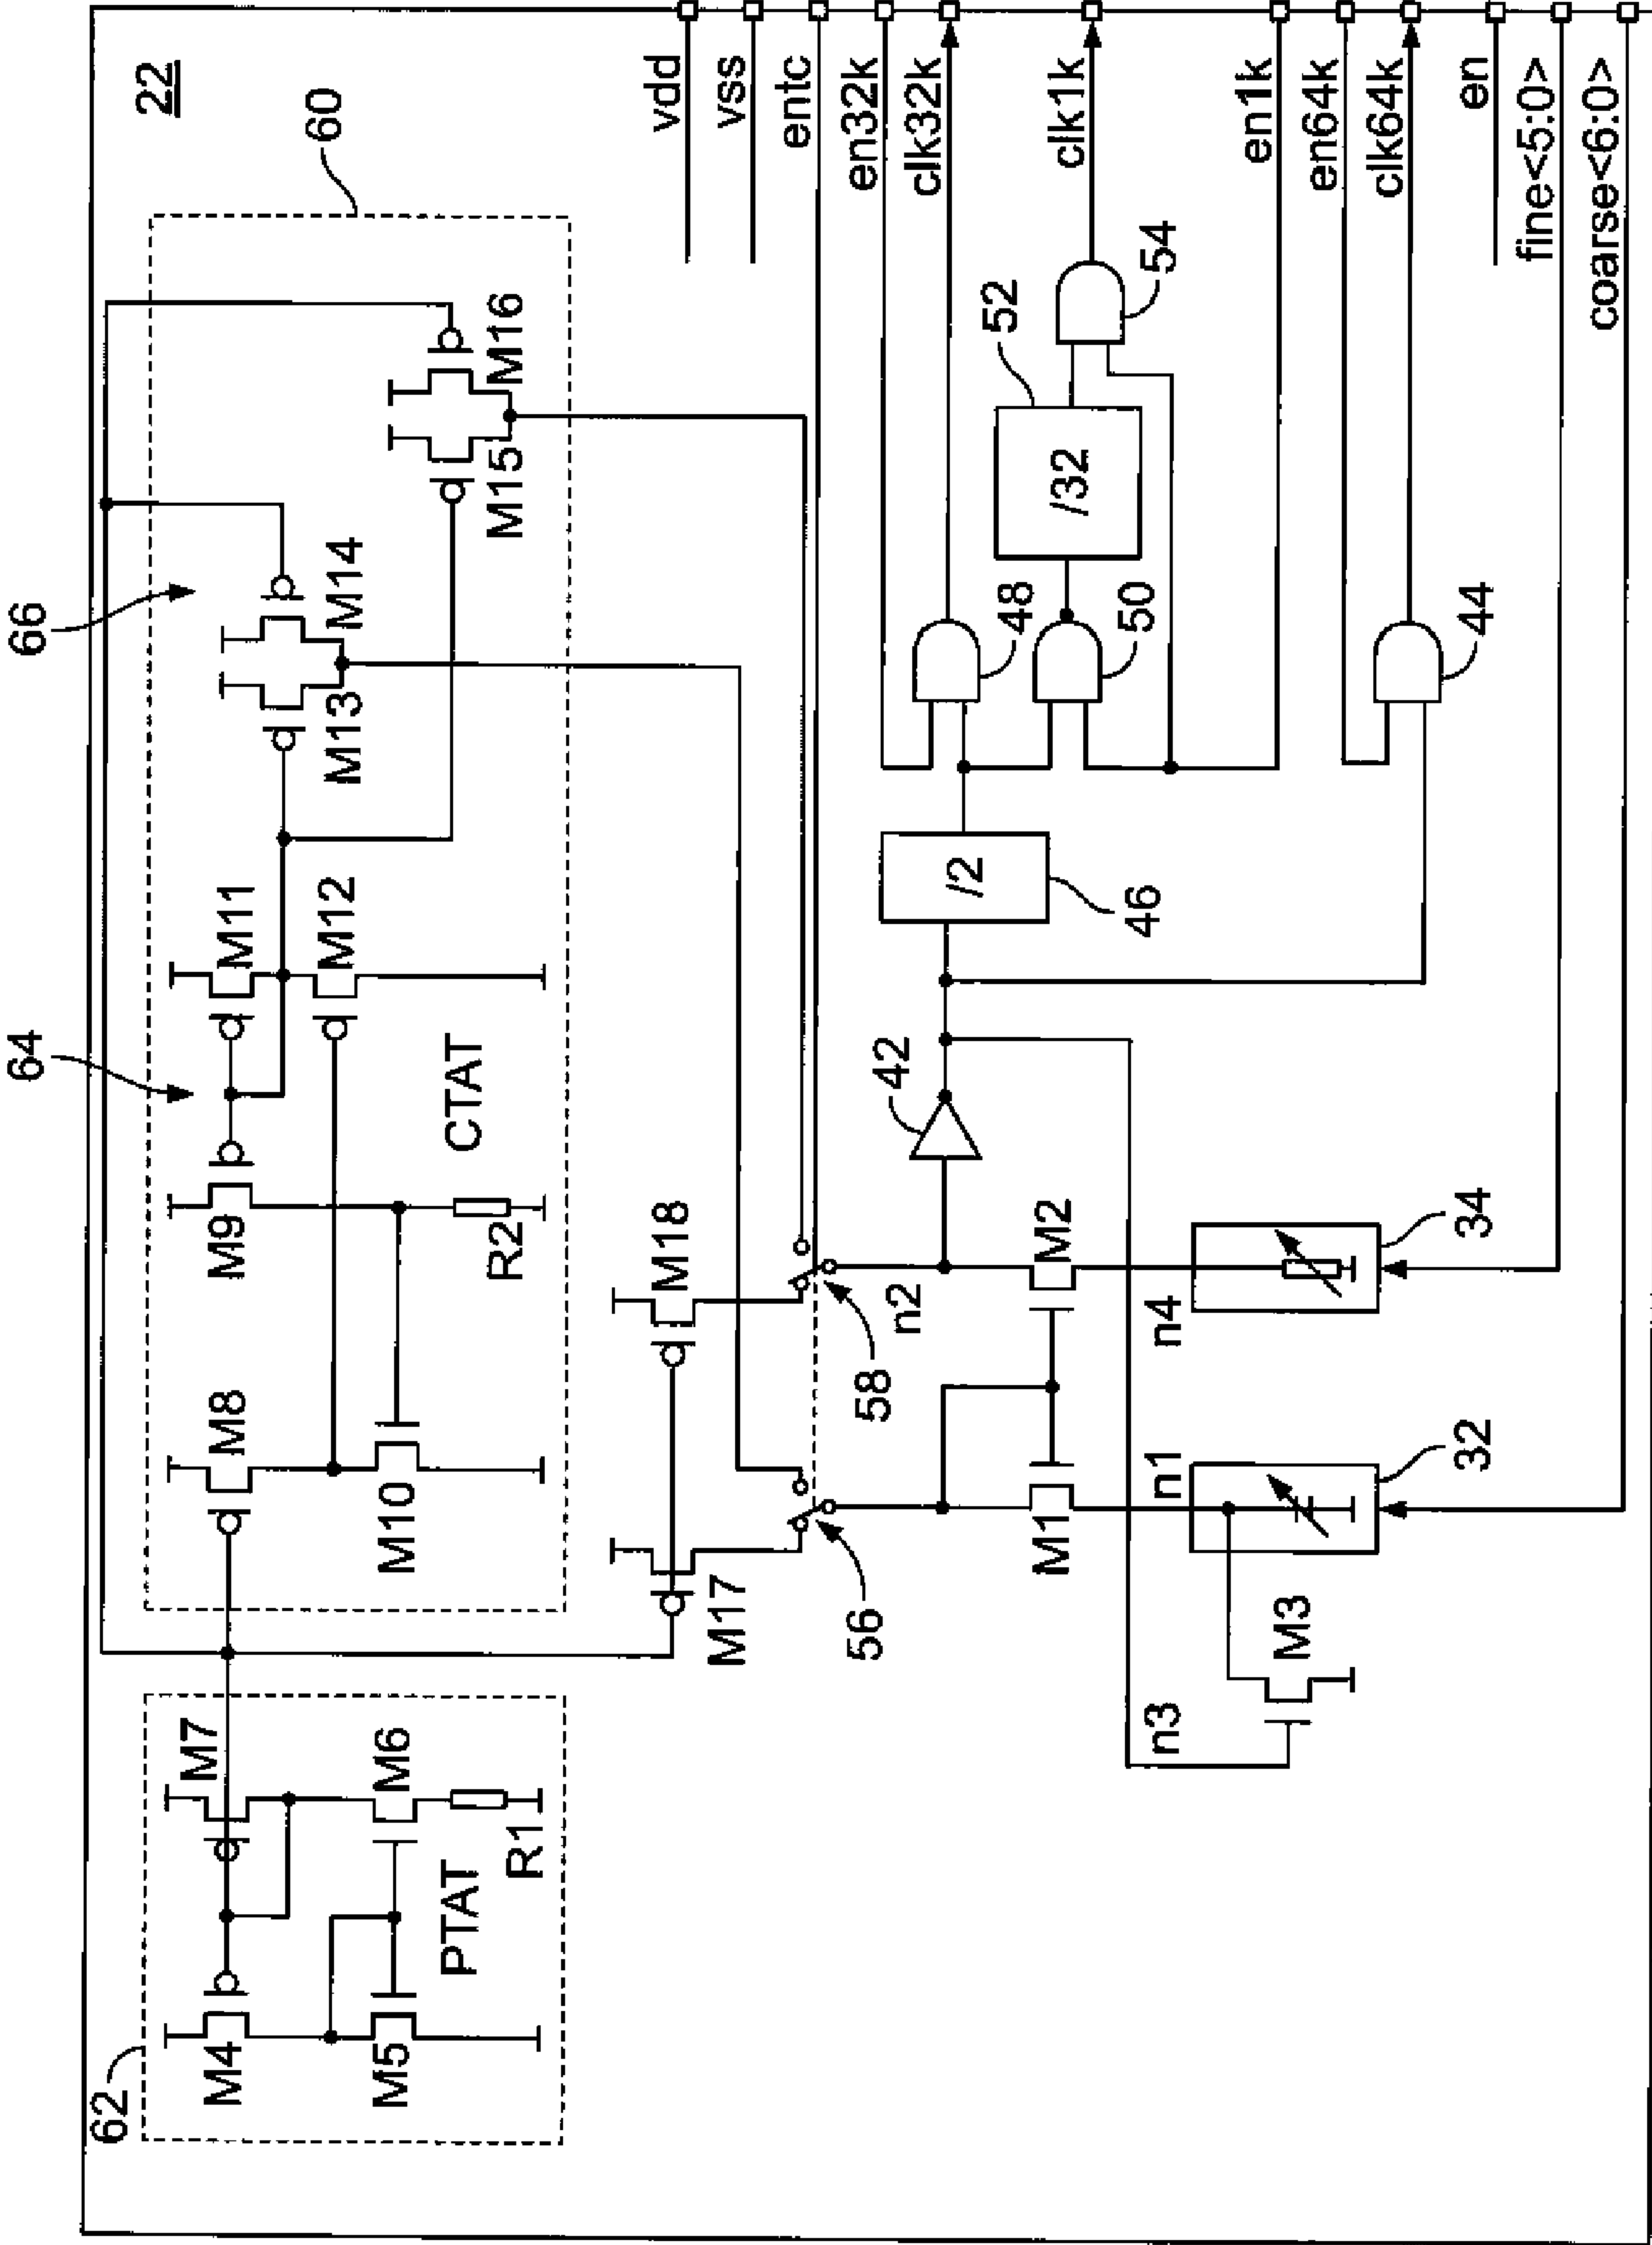 22
60
66
64
62
M4
M5
M6
M7
PTAT
R1
M8
M9
M10
R2
CTAT
M11
M12
M13
M14
M15
M16
M17
M18
56
58
n2
n1
n4
n3
M1
M2
M3
32
34
42
/2
46
48
50
/32
52
54
44
vdd
vss
entc
en32k
clk32k
clk1k
en1k
en64k
clk64k
en
fine<5:0>
coarse<6:0>